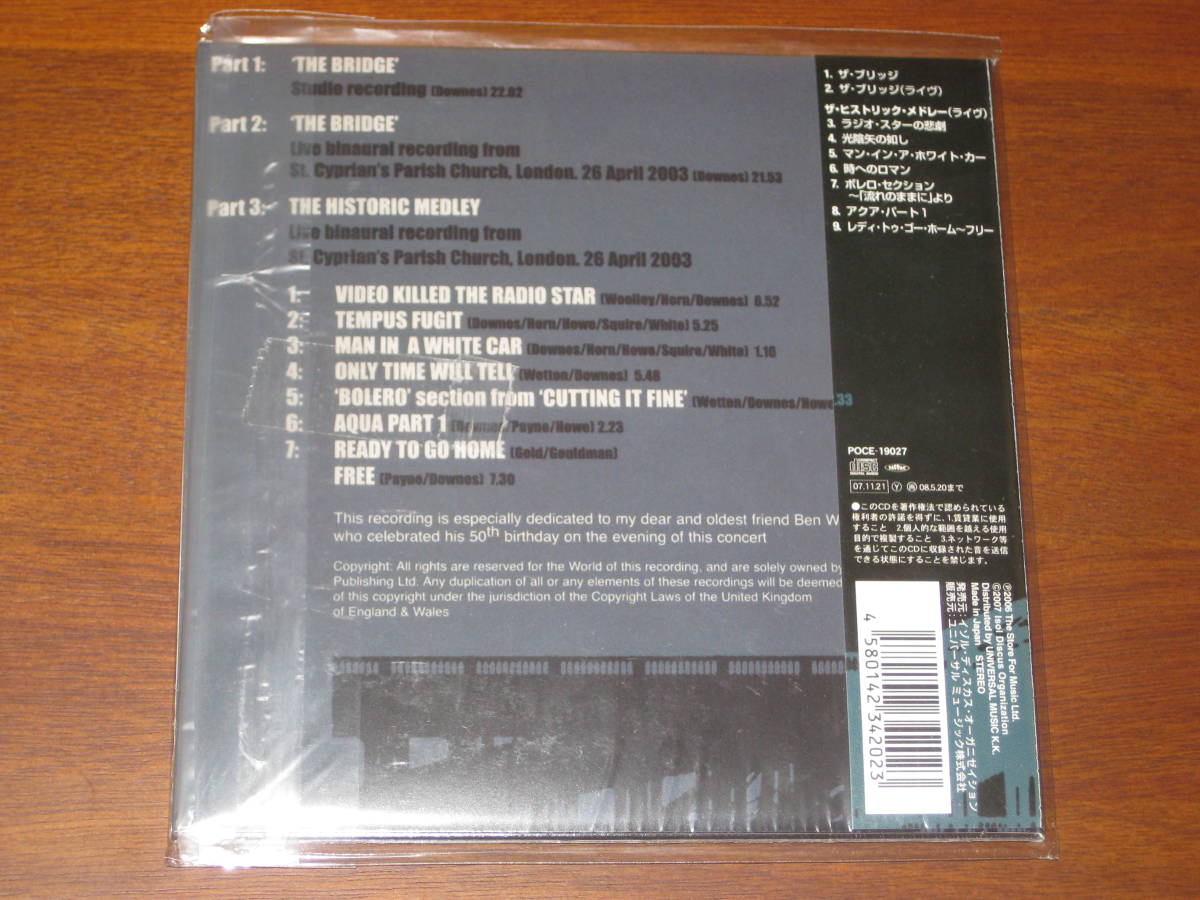 Part 1: 'THE BRIDGE'
Studio recording (Downes) 22.02
Part 2: 'THE BRIDGE'
Live binaural recording from
St. Cyprian's Parish Church, London. 26 April 2003 (Downes) 21.53
Part 3: THE HISTORIC MEDLEY
Live binaural recording from
St. Cyprian's Parish Church, London. 26 April 2003
1: VIDEO KILLED THE RADIO STAR (Woolley/Horn/Downes) 6.52
2: TEMPUS FUGIT (Downes/Horn/Howe/Squire/White) 5.25
3: MAN IN A WHITE CAR (Downes/Horn/Howe/Squire/White) 1.16
4: ONLY TIME WILL TELL (Wetton/Downes) 5.48
5: 'BOLERO' section from 'CUTTING IT FINE' (Wetton/Downes/Howe .33
6: AQUA PART 1 (Downes/Payne/Howe) 2.23
7: READY TO GO HOME (Gold/Gouldman)
FREE (Payne/Downes) 7.30
This recording is especially dedicated to my dear and oldest friend Ben W
who celebrated his 50th birthday on the evening of this concert
Copyright: All rights are reserved for the World of this recording, and are solely owned by
Publishing Ltd. Any duplication of all or any elements of these recordings will be deemed
of this copyright under the jurisdiction of the Copyright Laws of the United Kingdom
of England & Wales
1. ザ・ブリッジ
2. ザ・ブリッジ(ライヴ)
ザ・ヒストリック・メドレー(ライヴ)
3. ラジオ・スターの悲劇
4. 光陰矢の如し
5. マン・イン・ア・ホワイト・カー
6. 時へのロマン
7. ボレロ・セクション
～「流れのままに」より
8. アクア・パート1
9. レディ・トゥ・ゴー・ホーム～フリー
POCE-19027
disc
07.11.21 Ⓨ ㊢ 08.5.20まで
●このCDを著作権法で認められている
権利者の許諾を得ずに、1.賃貸業に使用
すること 2.個人的な範囲を越える使用
目的で複製すること 3.ネットワーク等
を通じてこのCDに収録された音を送信
できる状態にすることを禁じます。
℗2006 The Store For Music Ltd.
©2007 Isol Discus Organization
Distributed by UNIVERSAL MUSIC K.K.
Made in Japan STEREO
発売元:イゾル・ディスカス・オーガニゼイション
販売元:ユニバーサル ミュージック株式会社
4 580142 342023